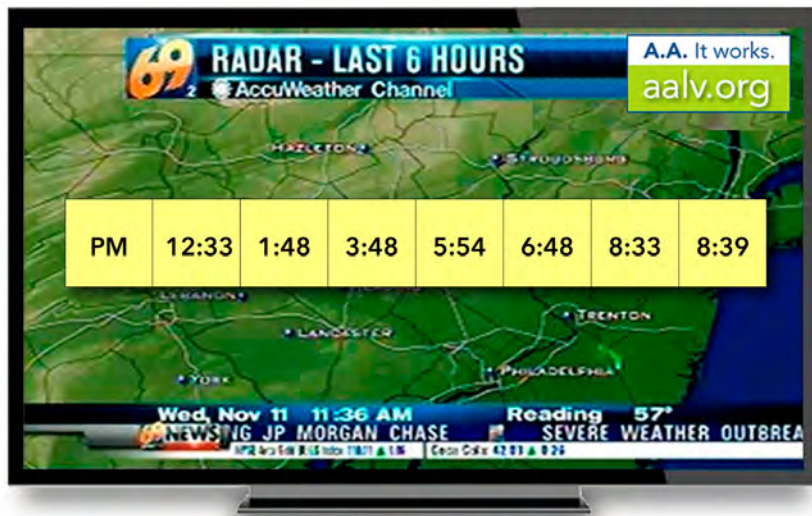 69 RADAR - LAST 6 HOURS
2 AccuWeather Channel
A.A. It works.
aalv.org
HAZLETON
STROUDSBURG
PM 12:33 1:48 3:48 5:54 6:48 8:33 8:39
LEBANON
LANCASTER
TRENTON
YORK
PHILADELPHIA
Wed, Nov 11 11:36 AM Reading 57°
69 NEWS NG JP MORGAN CHASE SEVERE WEATHER OUTBREA